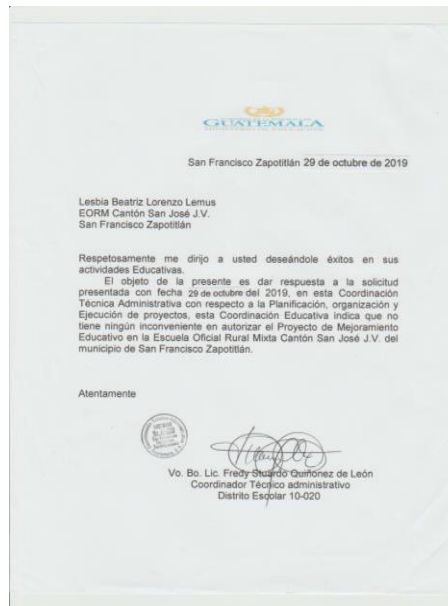 GUATEMALA
San Francisco Zapotitlán 29 de octubre de 2019
Lesbia Beatriz Lorenzo Lemus
EORM Cantón San José J.V.
San Francisco Zapotitlán
Respetosamente me dirijo a usted deseándole éxitos en sus
actividades Educativas.
El objeto de la presente es dar respuesta a la solicitud
presentada con fecha 29 de octubre del 2019, en esta Coordinación
Técnica Administrativa con respecto a la Planificación, organización y
Ejecución de proyectos, esta Coordinación Educativa indica que no
tiene ningún inconveniente en autorizar el Proyecto de Mejoramiento
Educativo en la Escuela Oficial Rural Mixta Cantón San José J.V. del
municipio de San Francisco Zapotitlán.
Atentamente
Vo. Bo. Lic. Fredy Stuardo Quiñonez de León
Coordinador Técnico administrativo
Distrito Escolar 10-020